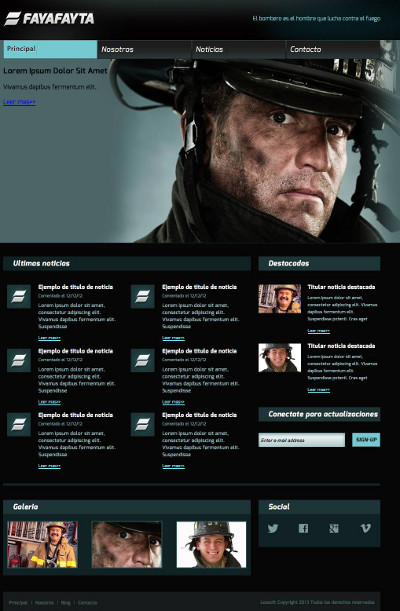 FAYAFAYTA
El bombero es el hombre que lucha contra el fuego
Principal
Nosotros
Noticias
Contacto
Lorem Ipsum Dolor Sit Amet
Vivamus dapibus fermentum elit.
Leer mas>>
Ultimas noticias
Ejemplo de titulo de noticia
Comentado el 12/12/12
Lorem ipsum dolor sit amet,
consectetur adipiscing elit.
Vivamus dapibus fermentum elit.
Suspendisse
Leer mas>>
Ejemplo de titulo de noticia
Comentado el 12/12/12
Lorem ipsum dolor sit amet,
consectetur adipiscing elit.
Vivamus dapibus fermentum elit.
Suspendisse
Leer mas>>
Ejemplo de titulo de noticia
Comentado el 12/12/12
Lorem ipsum dolor sit amet,
consectetur adipiscing elit.
Vivamus dapibus fermentum elit.
Suspendisse
Leer mas>>
Ejemplo de titulo de noticia
Comentado el 12/12/12
Lorem ipsum dolor sit amet,
consectetur adipiscing elit.
Vivamus dapibus fermentum elit.
Suspendisse
Leer mas>>
Ejemplo de titulo de noticia
Comentado el 12/12/12
Lorem ipsum dolor sit amet,
consectetur adipiscing elit.
Vivamus dapibus fermentum elit.
Suspendisse
Leer mas>>
Ejemplo de titulo de noticia
Comentado el 12/12/12
Lorem ipsum dolor sit amet,
consectetur adipiscing elit.
Vivamus dapibus fermentum elit.
Suspendisse
Leer mas>>
Destacados
Titular noticia destacada
Lorem ipsum dolor sit
amet, consectetur
adipiscing elit. Vivamus
dapibus fermentum elit.
Suspendisse potenti. Cras eget
Leer mas>>
Titular noticia destacada
Lorem ipsum dolor sit
amet, consectetur
adipiscing elit. Vivamus
dapibus fermentum elit.
Suspendisse potenti. Cras eget
Leer mas>>
Conectate para actualizaciones
Enter e-mail address
SIGN-UP
Galeria
Social
Principal | Nosotros | Blog | Contacto
Copyright 2013 Todos los derechos reservados